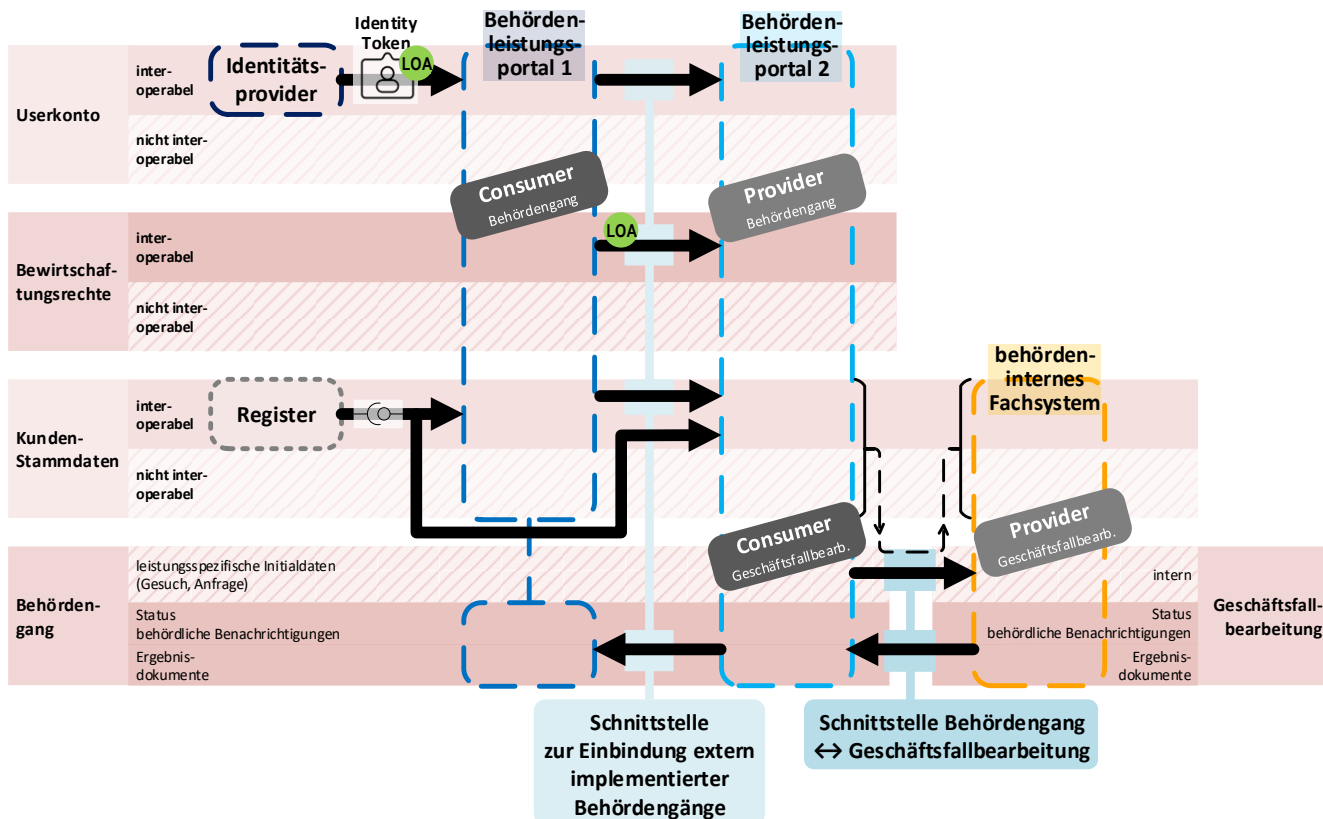 Identity
Token
LOA
Behörden-
leistungs-
portal 1
Behörden-
leistungs-
portal 2
Userkonto
inter-
operabel
Identitäts-
provider
nicht inter-
operabel
Consumer
Behördengang
Provider
Behördengang
Bewirtschaf-
tungsrechte
inter-
operabel
LOA
nicht inter-
operabel
behörden-
internes
Fachsystem
Kunden-
Stammdaten
inter-
operabel
Register
nicht inter-
operabel
Consumer
Geschäftsfallbearb.
Provider
Geschäftsfallbearb.
Behörden-
gang
leistungsspezifische Initialdaten
(Gesuch, Anfrage)
intern
Status
behördliche Benachrichtigungen
Ergebnis-
dokumente
Status
behördliche Benachrichtigungen
Ergebnis-
dokumente
Geschäftsfall-
bearbeitung
Schnittstelle
zur Einbindung extern
implementierter
Behördengänge
Schnittstelle Behördengang
↔ Geschäftsfallbearbeitung